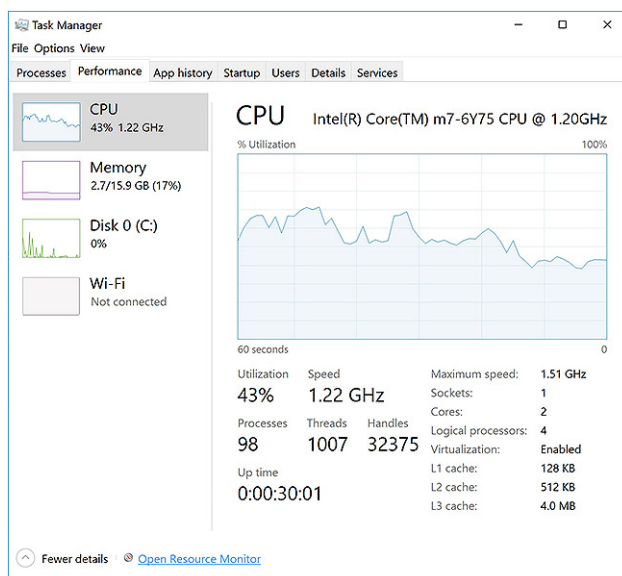 Task Manager
File Options View
Processes Performance App history Startup Users Details Services
CPU
43% 1.22 GHz
Memory
2.7/15.9 GB (17%)
Disk 0 (C:)
0%
Wi-Fi
Not connected
CPU Intel(R) Core(TM) m7-6Y75 CPU @ 1.20GHz
% Utilization 100%
60 seconds 0
Utilization Speed
43% 1.22 GHz
Processes Threads Handles
98 1007 32375
Up time
0:00:30:01
Maximum speed: 1.51 GHz
Sockets: 1
Cores: 2
Logical processors: 4
Virtualization: Enabled
L1 cache: 128 KB
L2 cache: 512 KB
L3 cache: 4.0 MB
Fewer details Open Resource Monitor